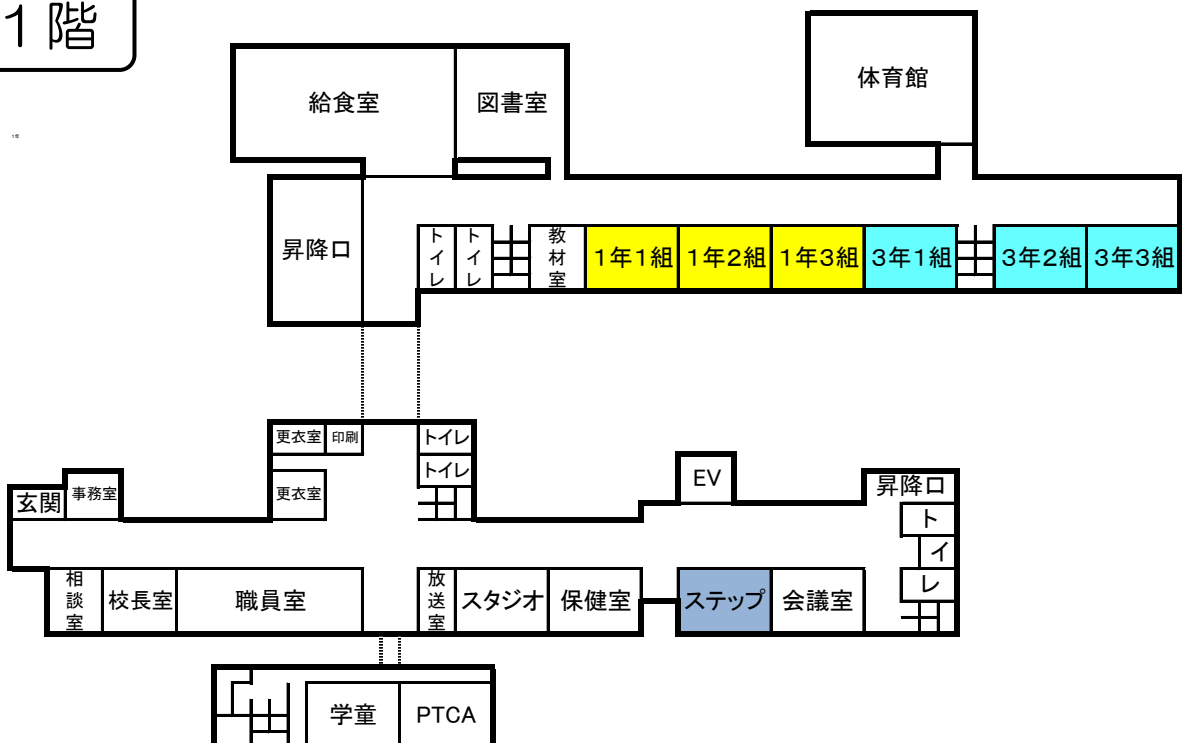 1階
体育館
給食室
図書室
1年
昇降口
トイレ
トイレ
教材室
1年1組
1年2組
1年3組
3年1組
3年2組
3年3組
更衣室
印刷
トイレ
トイレ
更衣室
EV
昇降口
玄関
事務室
トイレ
相談室
校長室
職員室
放送室
スタジオ
保健室
ステップ
会議室
学童
PTCA